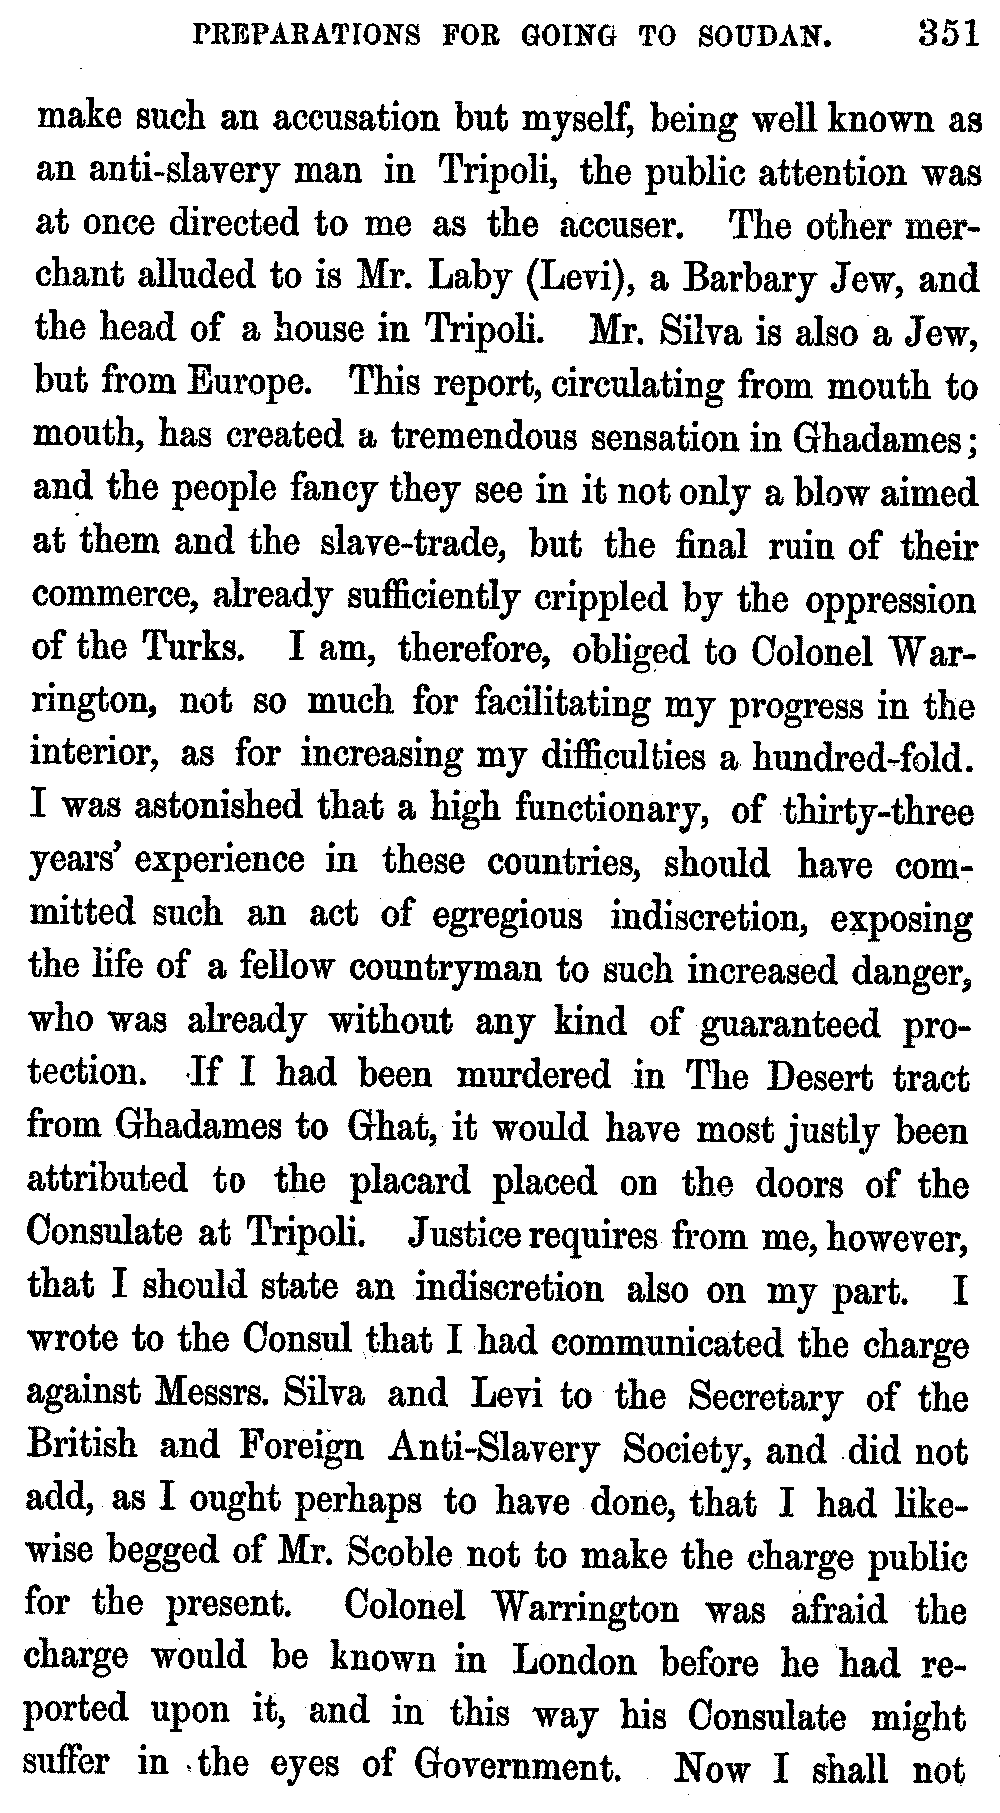 PREPARATIONS FOR GOING TO SOUDAN. 351
make such an accusation but myself, being well known as
an anti-slavery man in Tripoli, the public attention was
at once directed to me as the accuser. The other mer-
chant alluded to is Mr. Laby (Levi), a Barbary Jew, and
the head of a house in Tripoli. Mr. Silva is also a Jew,
but from Europe. This report, circulating from mouth to
mouth, has created a tremendous sensation in Ghadames;
and the people fancy they see in it not only a blow aimed
at them and the slave-trade, but the final ruin of their
commerce, already sufficiently crippled by the oppression
of the Turks. I am, therefore, obliged to Colonel War-
rington, not so much for facilitating my progress in the
interior, as for increasing my difficulties a hundred-fold.
I was astonished that a high functionary, of thirty-three
years' experience in these countries, should have com-
mitted such an act of egregious indiscretion, exposing
the life of a fellow countryman to such increased danger,
who was already without any kind of guaranteed pro-
tection. If I had been murdered in The Desert tract
from Ghadames to Ghat, it would have most justly been
attributed to the placard placed on the doors of the
Consulate at Tripoli. Justice requires from me, however,
that I should state an indiscretion also on my part. I
wrote to the Consul that I had communicated the charge
against Messrs. Silva and Levi to the Secretary of the
British and Foreign Anti-Slavery Society, and did not
add, as I ought perhaps to have done, that I had like-
wise begged of Mr. Scoble not to make the charge public
for the present. Colonel Warrington was afraid the
charge would be known in London before he had re-
ported upon it, and in this way his Consulate might
suffer in the eyes of Government. Now I shall not